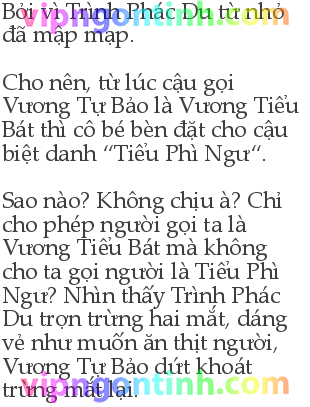 Bởi vì Trình Phác Du từ nhỏ
vipngontinh.com
đã mập mạp.
Cho nên, từ lúc cậu gọi
Vương Tự Bảo là Vương Tiểu
Bát thì cô bé bèn đặt cho cậu
biệt danh “Tiểu Phì Ngư“.
Sao nào? Không chịu à? Chỉ
cho phép người gọi ta là
Vương Tiểu Bát mà không
cho ta gọi người là Tiểu Phì
Ngư? Nhìn thấy Trình Phác
Du trợn trừng hai mắt, dáng
vẻ như muốn ăn thịt người,
Vương Tự Bảo dứt khoát
trừng mắt lại.
vipngontinh.com